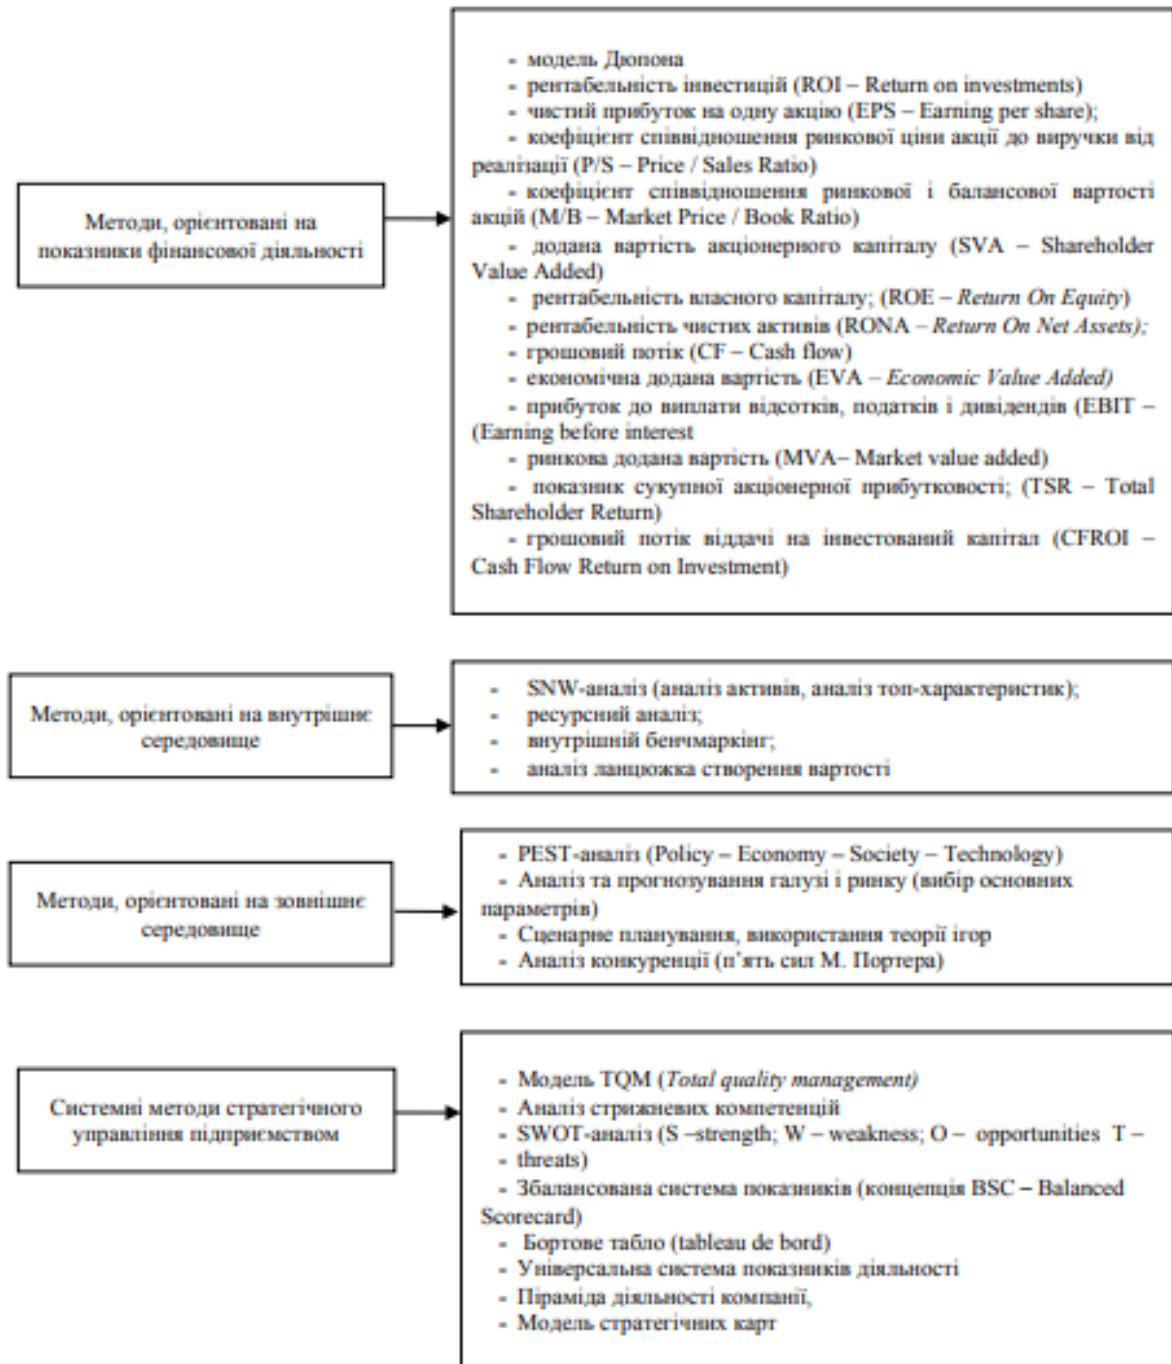 - модель Дюпона
- рентабельність інвестицій (ROI – Return on investments)
- чистий прибуток на одну акцію (EPS – Earning per share);
- коефіцієнт співвідношення ринкової ціни акції до виручки від
реалізації (P/S – Price / Sales Ratio)
- коефіцієнт співвідношення ринкової і балансової вартості
акцій (M/B – Market Price / Book Ratio)
- додана вартість акціонерного капіталу (SVA – Shareholder
Value Added)
- рентабельність власного капіталу; (ROE – Return On Equity)
- рентабельність чистих активів (RONA – Return On Net Assets);
- грошовий потік (CF – Cash flow)
- економічна додана вартість (EVA – Economic Value Added)
- прибуток до виплати відсотків, податків і дивідендів (EBIT –
(Earning before interest
- ринкова додана вартість (MVA– Market value added)
- показник сукупної акціонерної прибутковості; (TSR – Total
Shareholder Return)
- грошовий потік віддачі на інвестований капітал (CFROI –
Cash Flow Return on Investment)
Методи, орієнтовані на
показники фінансової діяльності
Методи, орієнтовані на внутрішнє
середовище
- SNW-аналіз (аналіз активів, аналіз топ-характеристик);
- ресурсний аналіз;
- внутрішній бенчмаркінг;
- аналіз ланцюжка створення вартості
Методи, орієнтовані на зовнішнє
середовище
- PEST-аналіз (Policy – Economy – Society – Technology)
- Аналіз та прогнозування галузі і ринку (вибір основних
параметрів)
- Сценарне планування, використання теорії ігор
- Аналіз конкуренції (п’ять сил М. Портера)
Системні методи стратегічного
управління підприємством
- Модель TQM (Total quality management)
- Аналіз стрижневих компетенцій
- SWOT-аналіз (S –strength; W – weakness; O – opportunities T –
- threats)
- Збалансована система показників (концепція BSC – Balanced
Scorecard)
- Бортове табло (tableau de bord)
- Універсальна система показників діяльності
- Піраміда діяльності компанії,
- Модель стратегічних карт